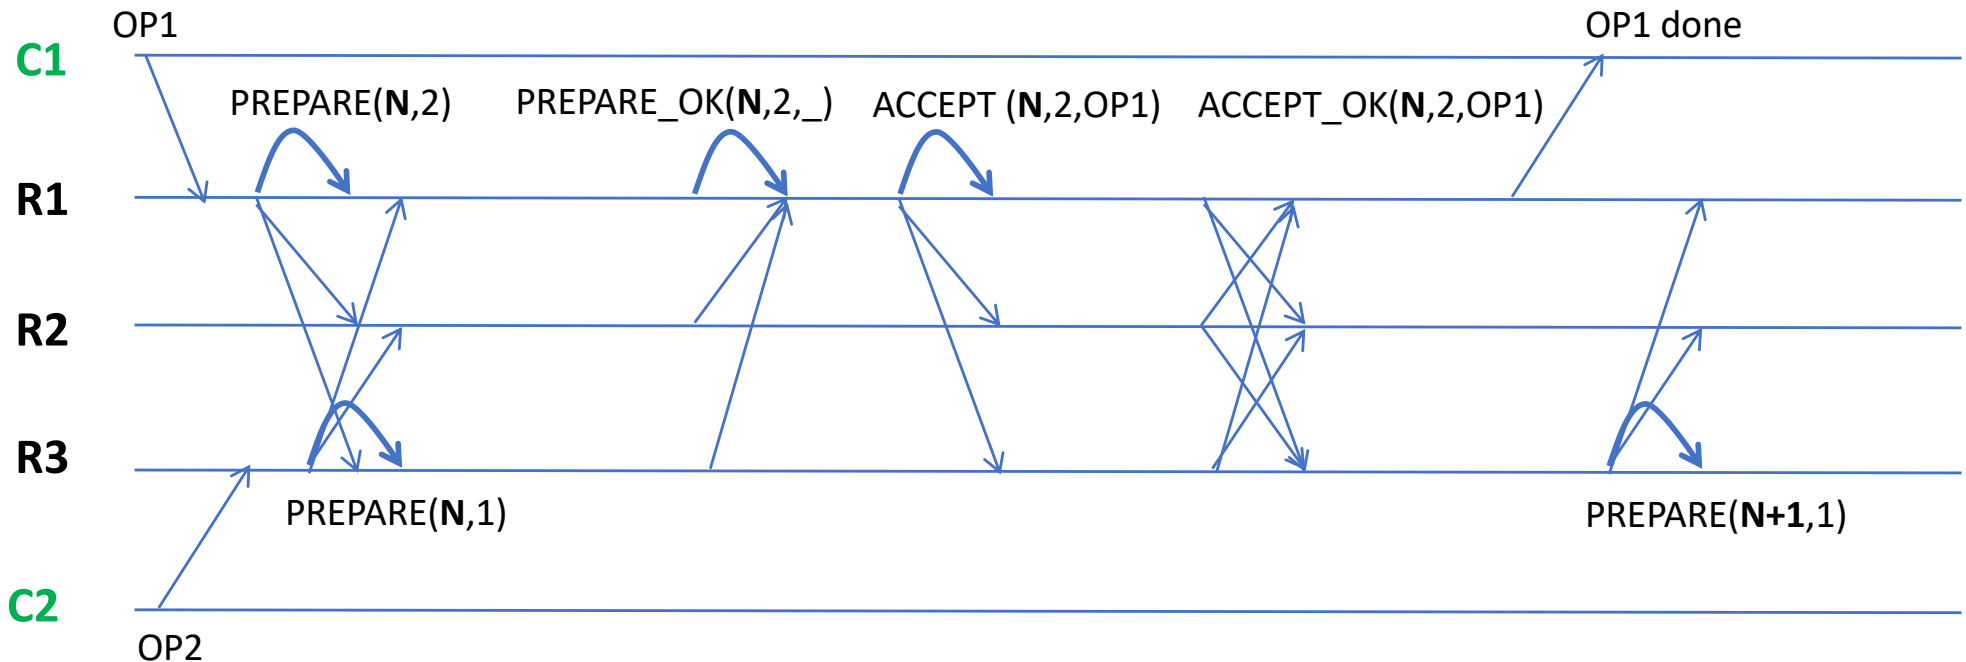 OP1
OP1 done
C1
PREPARE(N,2)
PREPARE_OK(N,2,_)
ACCEPT (N,2,OP1)
ACCEPT_OK(N,2,OP1)
R1
R2
R3
PREPARE(N,1)
PREPARE(N+1,1)
C2
OP2